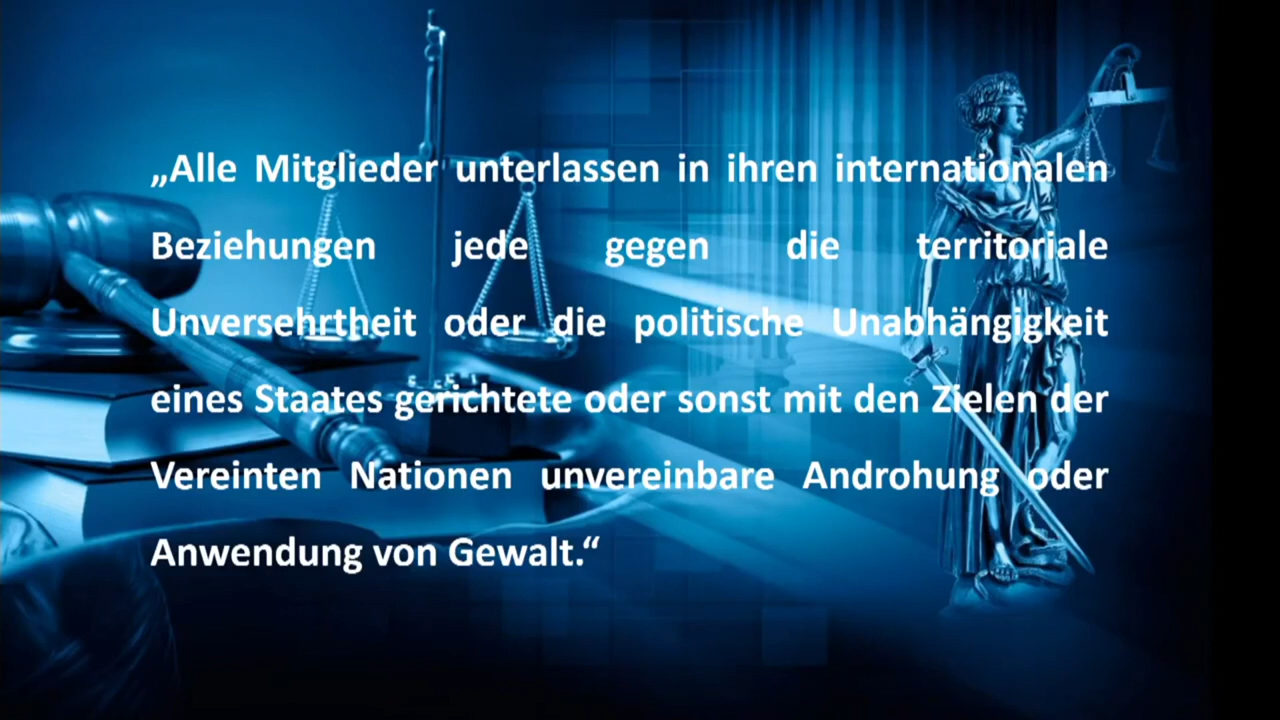 „Alle Mitglieder unterlassen in ihren internationalen
Beziehungen jede gegen die territoriale
Unversehrtheit oder die politische Unabhängigkeit
eines Staates gerichtete oder sonst mit den Zielen der
Vereinten Nationen unvereinbare Androhung oder
Anwendung von Gewalt.“